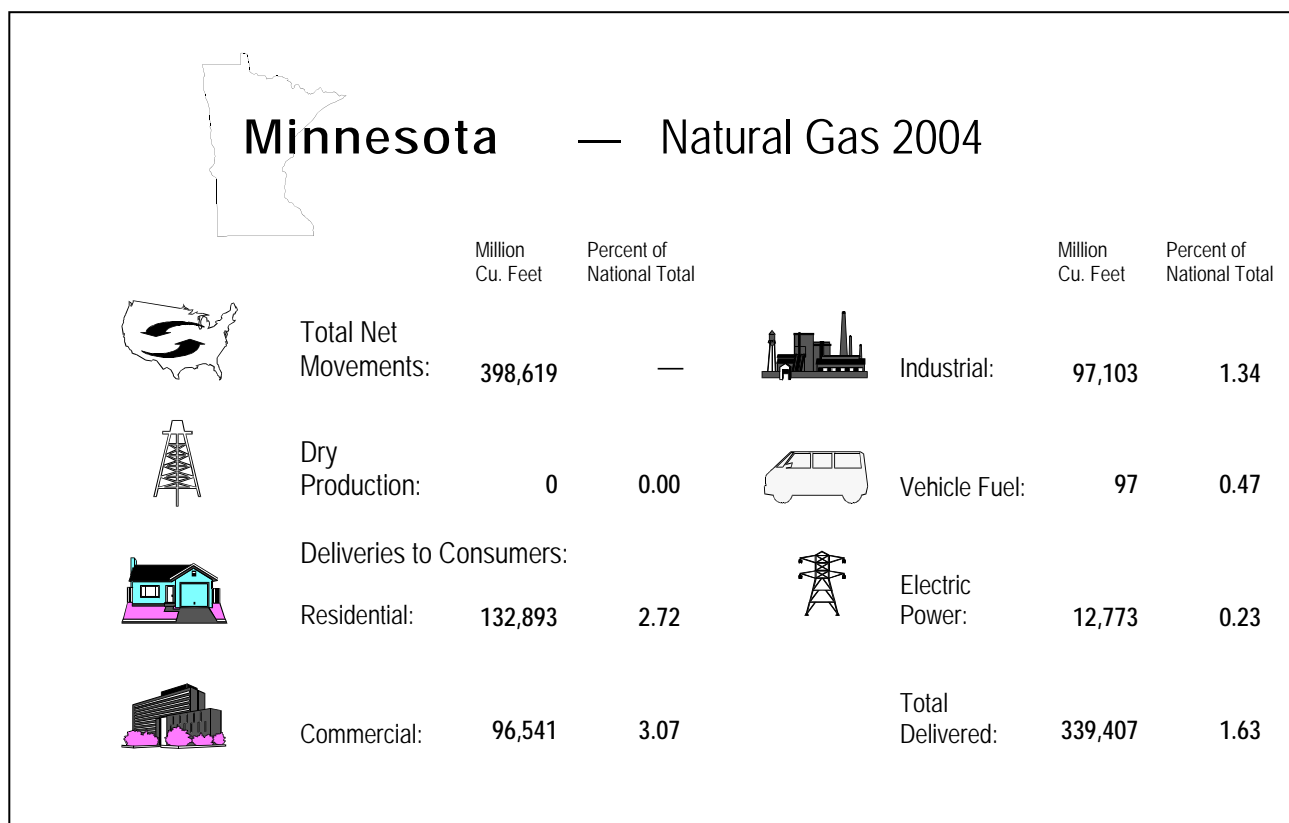 Minnesota — Natural Gas 2004
Million Percent of Million Percent of
Cu. Feet National Total Cu. Feet National Total
Total Net
Movements: 398,619 — Industrial: 97,103 1.34
Dry
Production: 0 0.00 Vehicle Fuel: 97 0.47
Deliveries to Consumers:
Electric
Residential: 132,893 2.72 Power: 12,773 0.23
Total
Commercial: 96,541 3.07 Delivered: 339,407 1.63